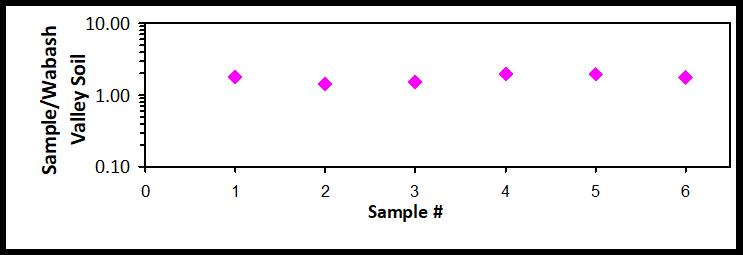 10.00
1.00
0.10
Sample/Wabash
Valley Soil
0 1 2 3 4 5 6
Sample #